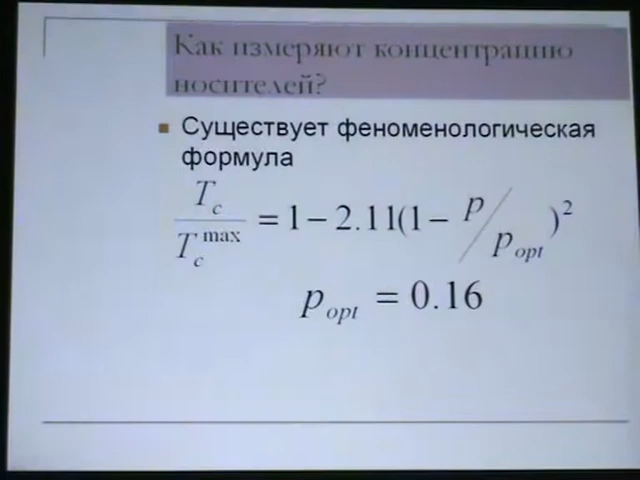 Как измеряют концентрацию
носителей?
Существует феноменологическая
формула
T_c / T_c^max = 1 − 2.11(1 − p / p_opt)^2
p_opt = 0.16